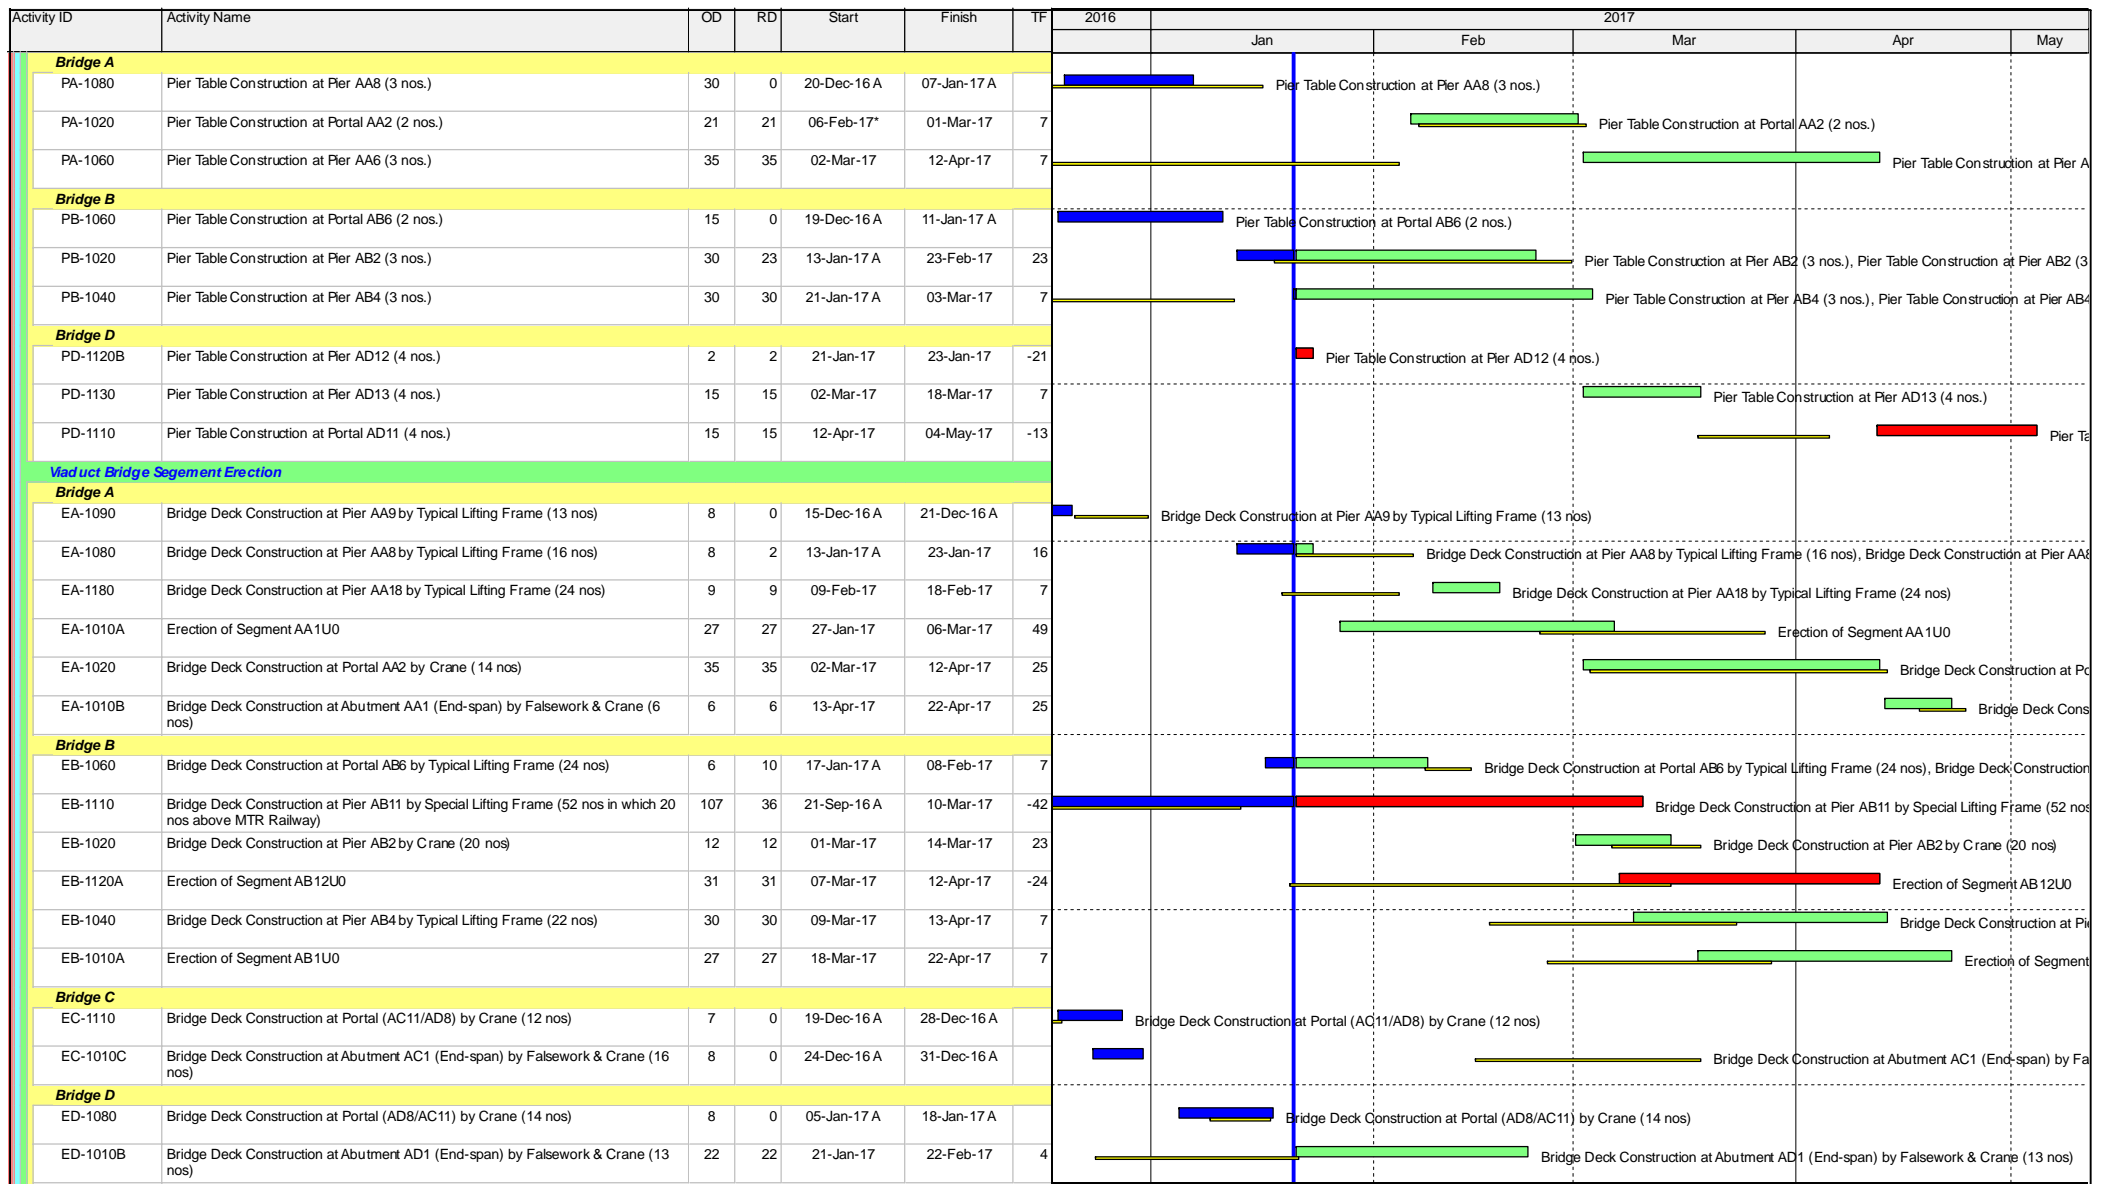 Activity ID Activity Name OD RD Start Finish TF 2016 2017
Jan Feb Mar Apr May
Bridge A
PA-1080 Pier Table Construction at Pier AA8 (3 nos.) 30 0 20-Dec-16 A 07-Jan-17 A Pier Table Construction at Pier AA8 (3 nos.)
PA-1020 Pier Table Construction at Portal AA2 (2 nos.) 21 21 06-Feb-17* 01-Mar-17 7 Pier Table Construction at Portal AA2 (2 nos.)
PA-1060 Pier Table Construction at Pier AA6 (3 nos.) 35 35 02-Mar-17 12-Apr-17 7 Pier Table Construction at Pier A
Bridge B
PB-1060 Pier Table Construction at Portal AB6 (2 nos.) 15 0 19-Dec-16 A 11-Jan-17 A Pier Table Construction at Portal AB6 (2 nos.)
PB-1020 Pier Table Construction at Pier AB2 (3 nos.) 30 23 13-Jan-17 A 23-Feb-17 23 Pier Table Construction at Pier AB2 (3 nos.), Pier Table Construction at Pier AB2 (3
PB-1040 Pier Table Construction at Pier AB4 (3 nos.) 30 30 21-Jan-17 A 03-Mar-17 7 Pier Table Construction at Pier AB4 (3 nos.), Pier Table Construction at Pier AB4
Bridge D
PD-1120B Pier Table Construction at Pier AD12 (4 nos.) 2 2 21-Jan-17 23-Jan-17 -21 Pier Table Construction at Pier AD12 (4 nos.)
PD-1130 Pier Table Construction at Pier AD13 (4 nos.) 15 15 02-Mar-17 18-Mar-17 7 Pier Table Construction at Pier AD13 (4 nos.)
PD-1110 Pier Table Construction at Portal AD11 (4 nos.) 15 15 12-Apr-17 04-May-17 -13 Pier Ta
Viaduct Bridge Segement Erection
Bridge A
EA-1090 Bridge Deck Construction at Pier AA9 by Typical Lifting Frame (13 nos) 8 0 15-Dec-16 A 21-Dec-16 A Bridge Deck Construction at Pier AA9 by Typical Lifting Frame (13 nos)
EA-1080 Bridge Deck Construction at Pier AA8 by Typical Lifting Frame (16 nos) 8 2 13-Jan-17 A 23-Jan-17 16 Bridge Deck Construction at Pier AA8 by Typical Lifting Frame (16 nos), Bridge Deck Construction at Pier AA8
EA-1180 Bridge Deck Construction at Pier AA18 by Typical Lifting Frame (24 nos) 9 9 09-Feb-17 18-Feb-17 7 Bridge Deck Construction at Pier AA18 by Typical Lifting Frame (24 nos)
EA-1010A Erection of Segment AA1U0 27 27 27-Jan-17 06-Mar-17 49 Erection of Segment AA1U0
EA-1020 Bridge Deck Construction at Portal AA2 by Crane (14 nos) 35 35 02-Mar-17 12-Apr-17 25 Bridge Deck Construction at Po
EA-1010B Bridge Deck Construction at Abutment AA1 (End-span) by Falsework & Crane (6 6 6 13-Apr-17 22-Apr-17 25 Bridge Deck Cons
nos)
Bridge B
EB-1060 Bridge Deck Construction at Portal AB6 by Typical Lifting Frame (24 nos) 6 10 17-Jan-17 A 08-Feb-17 7 Bridge Deck Construction at Portal AB6 by Typical Lifting Frame (24 nos), Bridge Deck Construction
EB-1110 Bridge Deck Construction at Pier AB11 by Special Lifting Frame (52 nos in which 20 107 36 21-Sep-16 A 10-Mar-17 -42 Bridge Deck Construction at Pier AB11 by Special Lifting Frame (52 nos
nos above MTR Railway)
EB-1020 Bridge Deck Construction at Pier AB2 by Crane (20 nos) 12 12 01-Mar-17 14-Mar-17 23 Bridge Deck Construction at Pier AB2 by Crane (20 nos)
EB-1120A Erection of Segment AB12U0 31 31 07-Mar-17 12-Apr-17 -24 Erection of Segment AB12U0
EB-1040 Bridge Deck Construction at Pier AB4 by Typical Lifting Frame (22 nos) 30 30 09-Mar-17 13-Apr-17 7 Bridge Deck Construction at Pie
EB-1010A Erection of Segment AB1U0 27 27 18-Mar-17 22-Apr-17 7 Erection of Segment
Bridge C
EC-1110 Bridge Deck Construction at Portal (AC11/AD8) by Crane (12 nos) 7 0 19-Dec-16 A 28-Dec-16 A Bridge Deck Construction at Portal (AC11/AD8) by Crane (12 nos)
EC-1010C Bridge Deck Construction at Abutment AC1 (End-span) by Falsework & Crane (16 8 0 24-Dec-16 A 31-Dec-16 A Bridge Deck Construction at Abutment AC1 (End-span) by Fa
nos)
Bridge D
ED-1080 Bridge Deck Construction at Portal (AD8/AC11) by Crane (14 nos) 8 0 05-Jan-17 A 18-Jan-17 A Bridge Deck Construction at Portal (AD8/AC11) by Crane (14 nos)
ED-1010B Bridge Deck Construction at Abutment AD1 (End-span) by Falsework & Crane (13 22 22 21-Jan-17 22-Feb-17 4 Bridge Deck Construction at Abutment AD1 (End-span) by Falsework & Crane (13 nos)
nos)